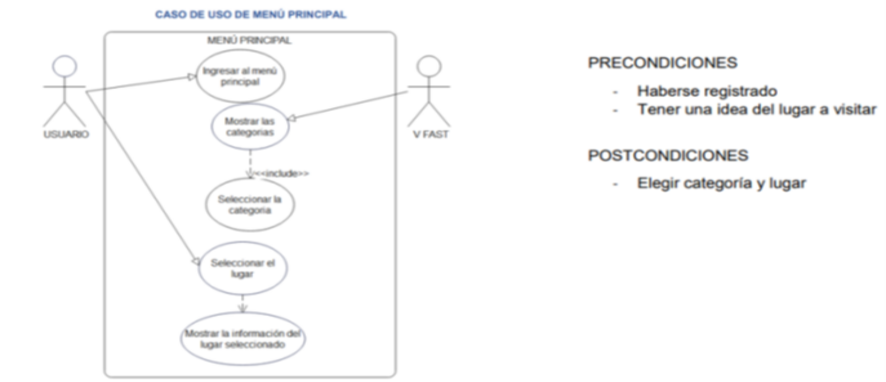 CASO DE USO DE MENÚ PRINCIPAL
MENÚ PRINCIPAL
Ingresar al menú
principal
Mostrar las
categorias
USUARIO
V FAST
<<include>>
Seleccionar la
categoria
Seleccionar el
lugar
Mostrar la información del
lugar seleccionado
PRECONDICIONES
- Haberse registrado
- Tener una idea del lugar a visitar
POSTCONDICIONES
- Elegir categoría y lugar